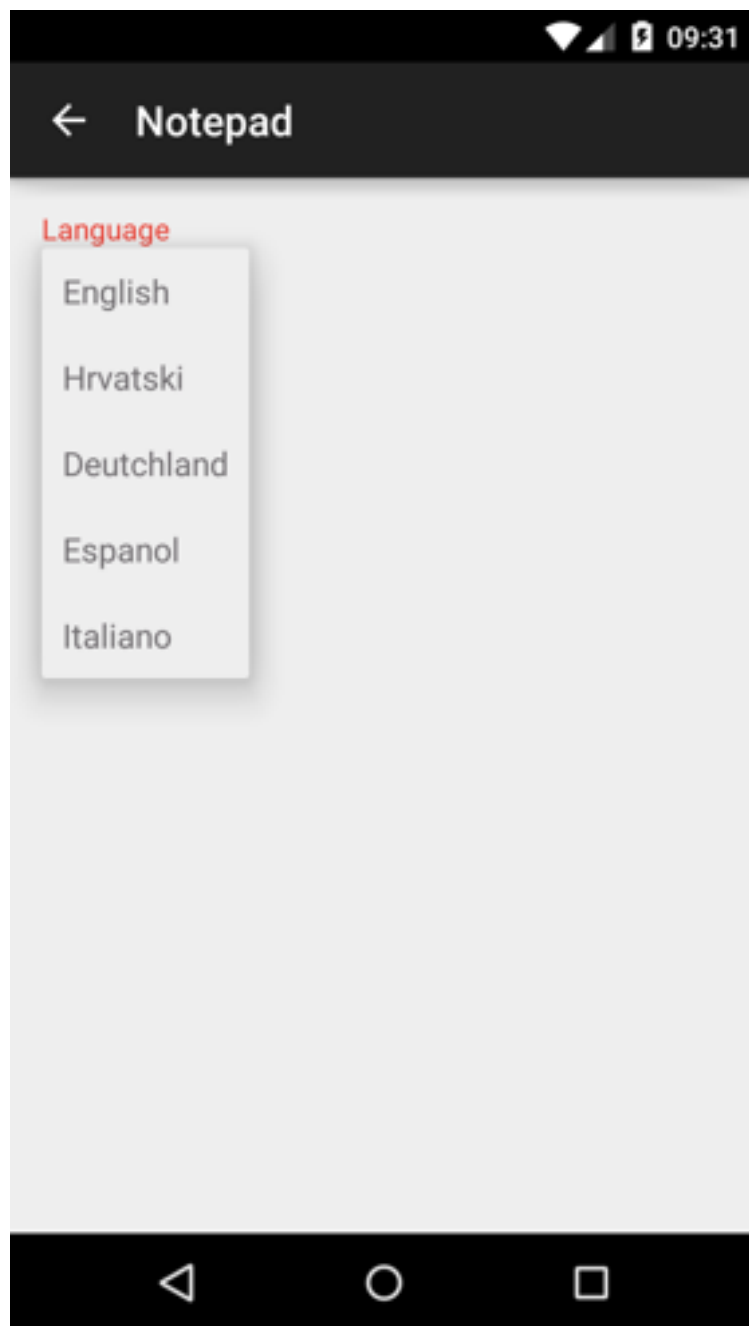 09:31
Notepad
Language
English
Hrvatski
Deutchland
Espanol
Italiano